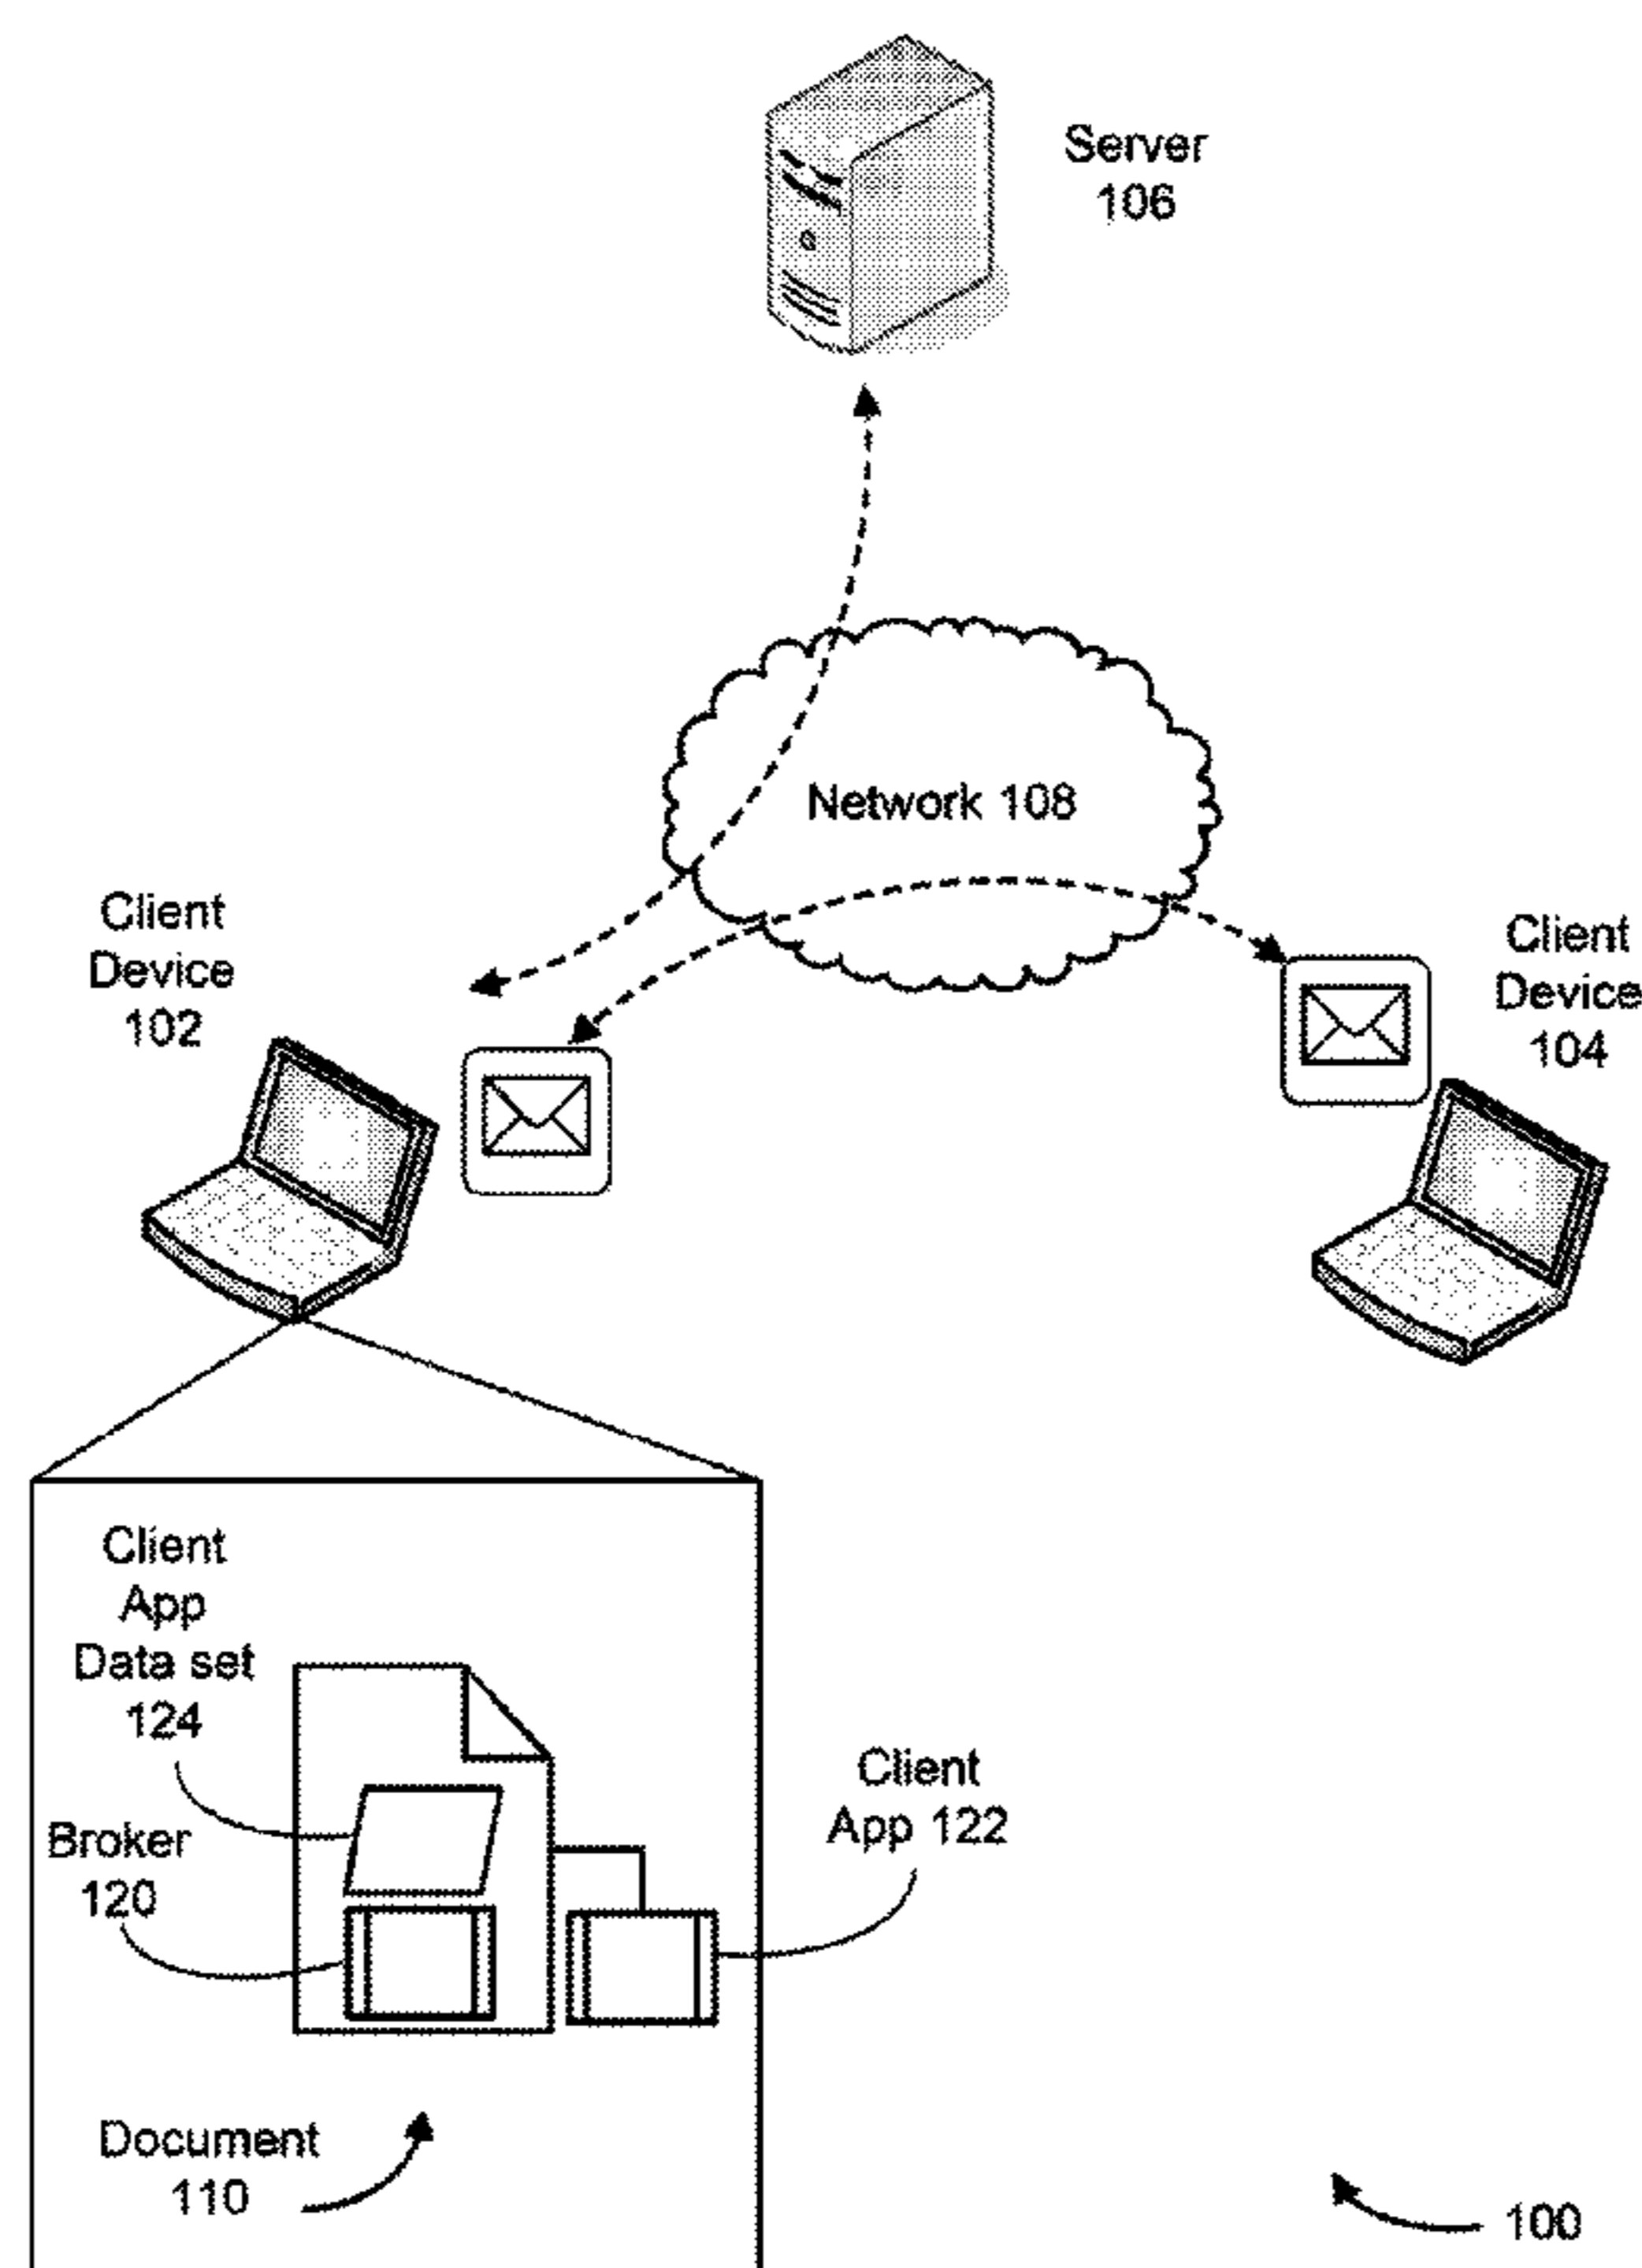 Server
106
Network 108
Client
Device
102
Client
Device
104
Client
App
Data set
124
Broker
120
Client
App 122
Document
110
100